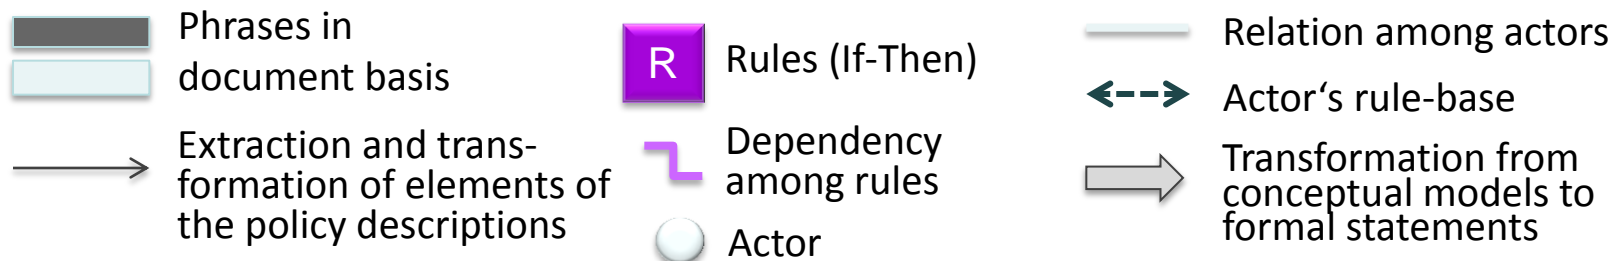 Phrases in
document basis
Extraction and trans-
formation of elements of
the policy descriptions
R
Rules (If-Then)
Dependency
among rules
Actor
Relation among actors
Actor‘s rule-base
Transformation from
conceptual models to
formal statements